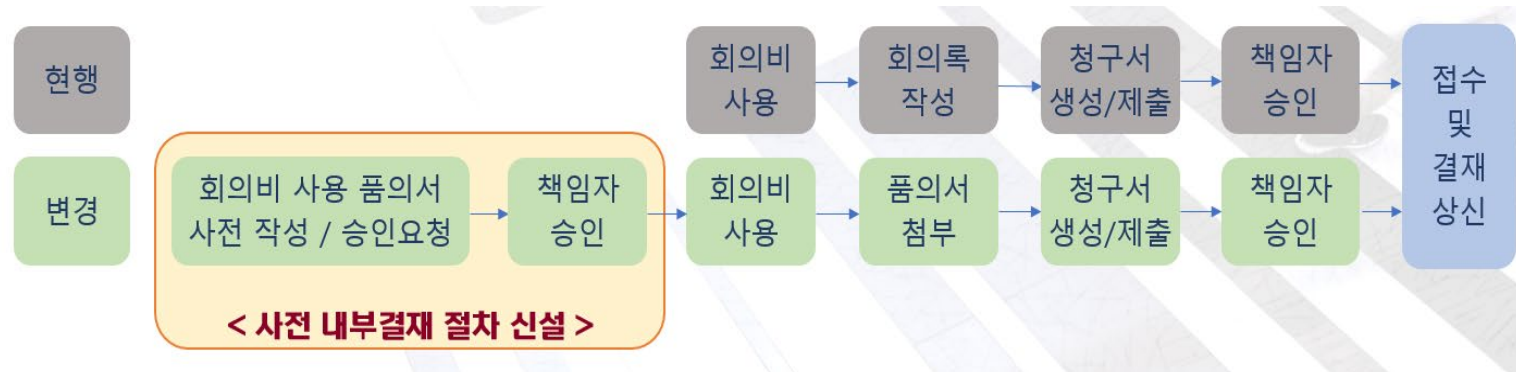 현행
회의비
사용
회의록
작성
청구서
생성/제출
책임자
승인
접수
및
결재
상신
변경
회의비 사용 품의서
사전 작성 / 승인요청
책임자
승인
회의비
사용
품의서
첨부
청구서
생성/제출
책임자
승인
< 사전 내부결재 절차 신설 >